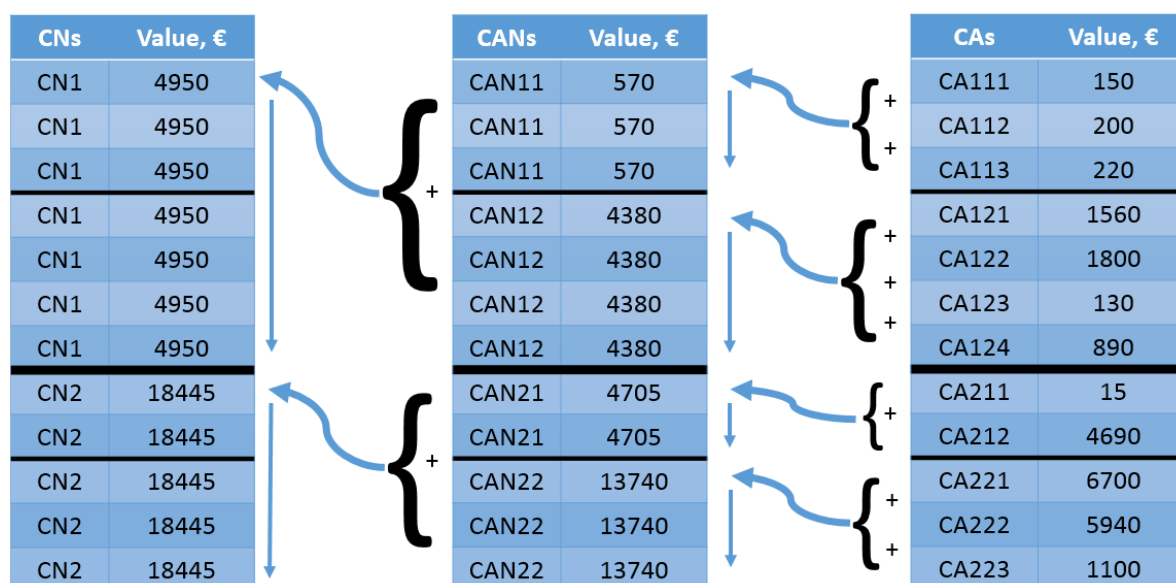 CNs Value, € CANs Value, € CAs Value, €
CN1 4950 CAN11 570 CA111 150
+
CN1 4950 CAN11 570 CA112 200
+
CN1 4950 CAN11 570 CA113 220
+
CN1 4950 CAN12 4380 CA121 1560
+
CN1 4950 CAN12 4380 CA122 1800
+
CN1 4950 CAN12 4380 CA123 130
+
CN1 4950 CAN12 4380 CA124 890
CN2 18445 CAN21 4705 CA211 15
+
CN2 18445 CAN21 4705 CA212 4690
+
CN2 18445 CAN22 13740 CA221 6700
+
CN2 18445 CAN22 13740 CA222 5940
+
CN2 18445 CAN22 13740 CA223 1100